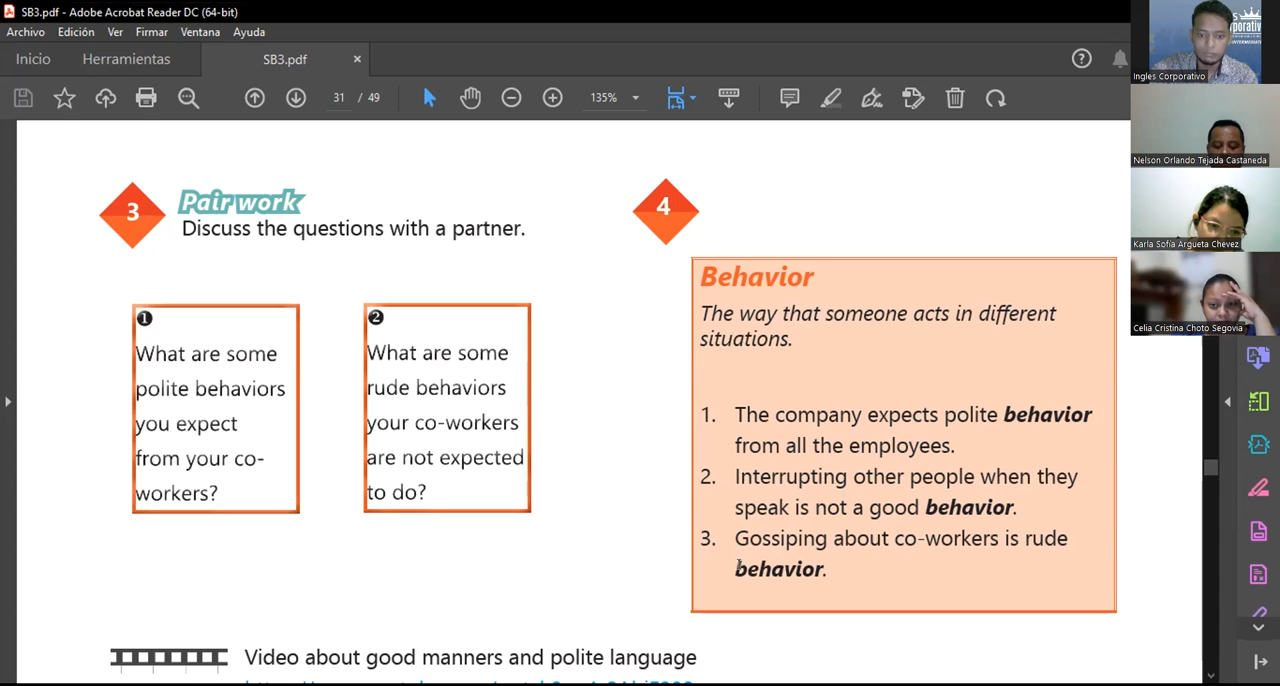 SB3.pdf - Adobe Acrobat Reader DC (64-bit)
Archivo Edición Ver Firmar Ventana Ayuda
Inicio Herramientas SB3.pdf ×
31 / 49 135%
3
Pair work
Discuss the questions with a partner.
1
What are some
polite behaviors
you expect
from your co-
workers?
2
What are some
rude behaviors
your co-workers
are not expected
to do?
4
Behavior
The way that someone acts in different
situations.
1. The company expects polite behavior
from all the employees.
2. Interrupting other people when they
speak is not a good behavior.
3. Gossiping about co-workers is rude
behavior.
Video about good manners and polite language
Ingles Corporativo
Nelson Orlando Tejada Castaneda
Karla Sofía Argueta Chevez
Celia Cristina Choto Segovia